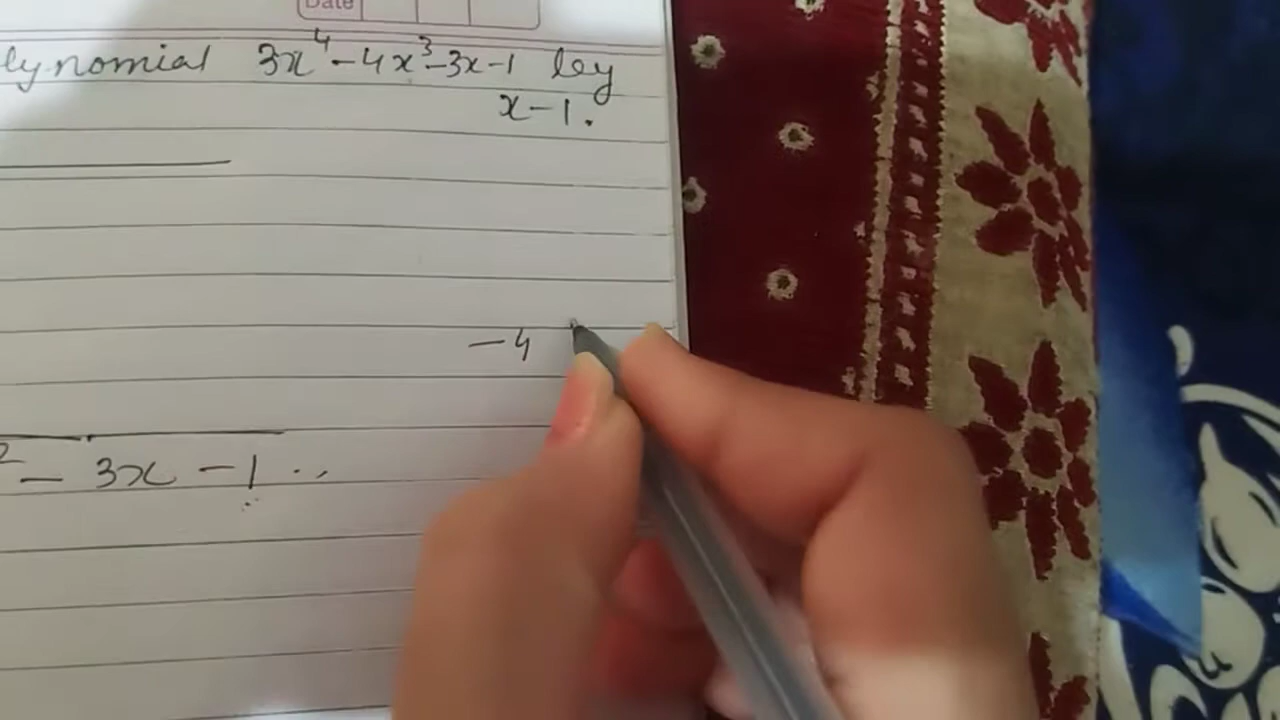 Date
lynomial 3x⁴-4x³-3x-1 by
x-1.
-4
² - 3x -1